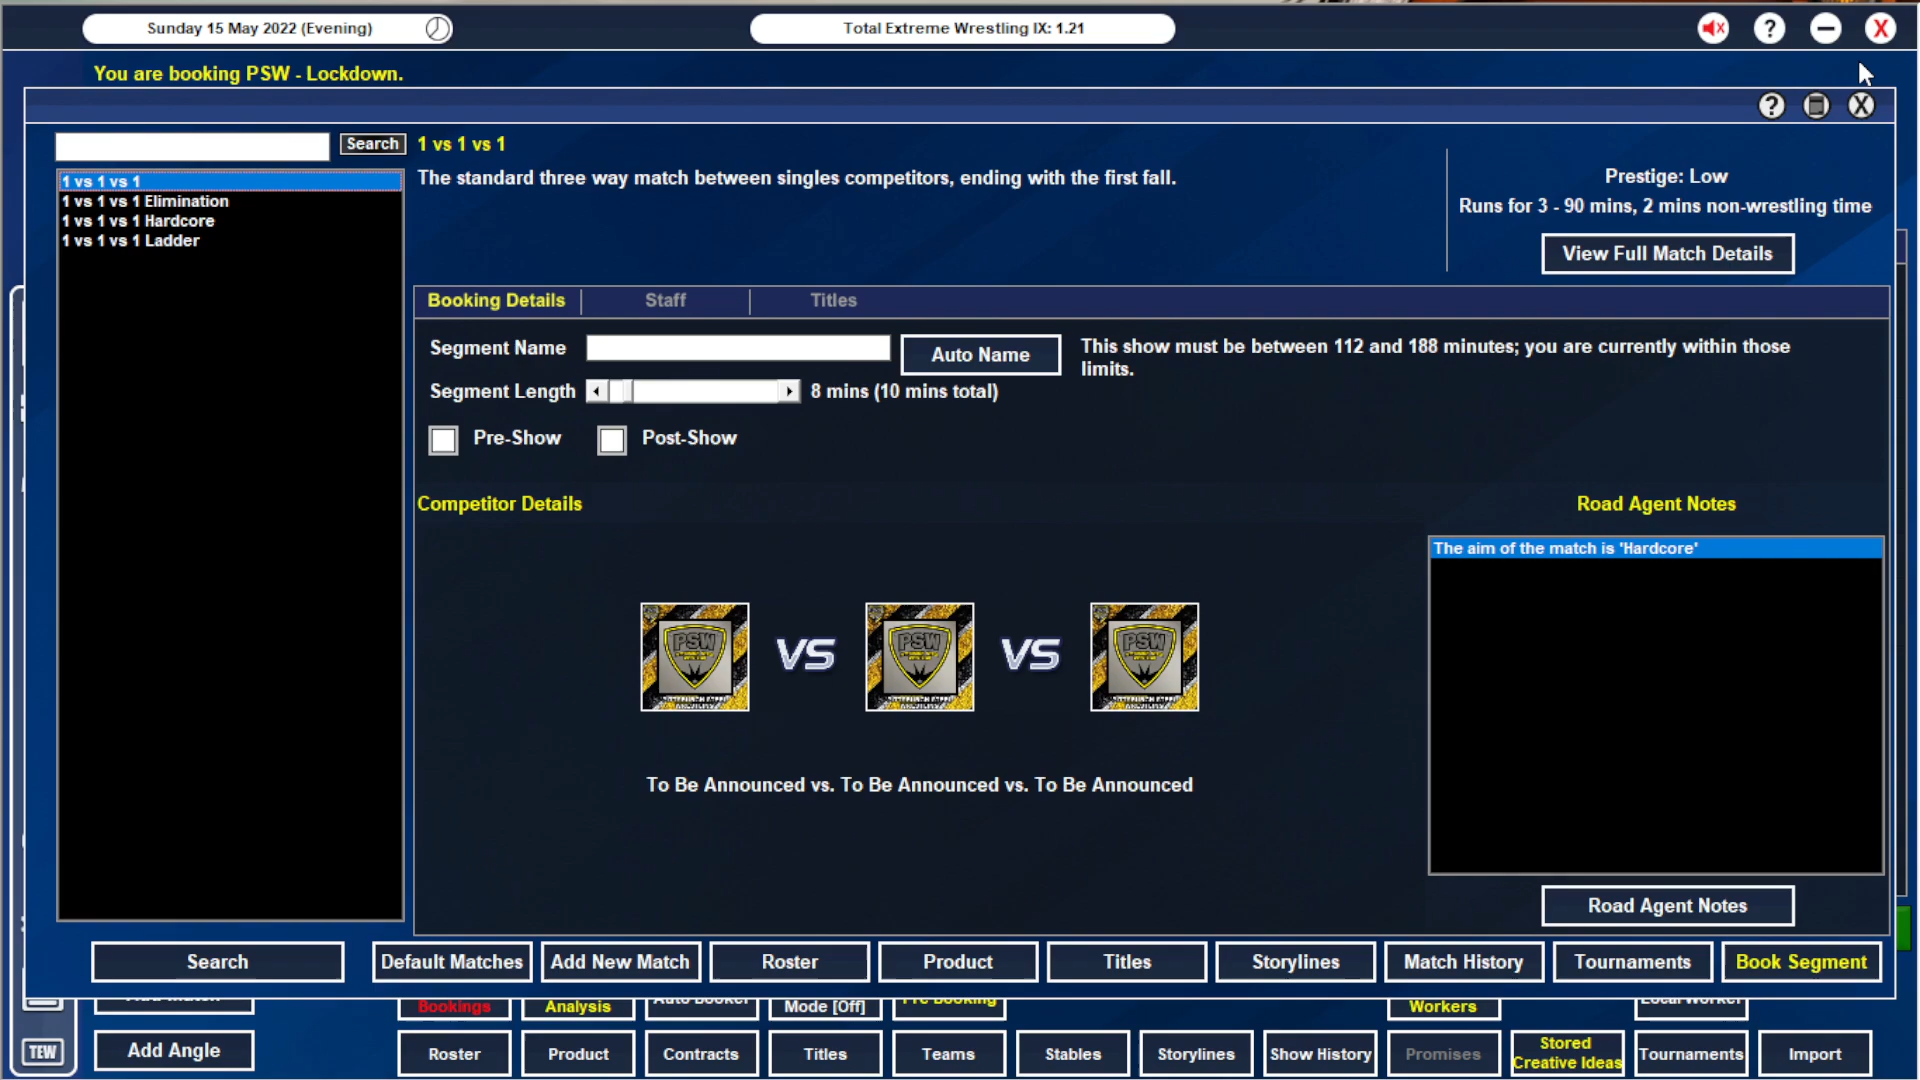 Sunday 15 May 2022 (Evening)
Total Extreme Wrestling IX: 1.21
You are booking PSW - Lockdown.
Search
1 vs 1 vs 1
1 vs 1 vs 1 Elimination
1 vs 1 vs 1 Hardcore
1 vs 1 vs 1 Ladder
1 vs 1 vs 1
The standard three way match between singles competitors, ending with the first fall.
Prestige: Low
Runs for 3 - 90 mins, 2 mins non-wrestling time
View Full Match Details
Booking Details
Staff
Titles
Segment Name
Auto Name
This show must be between 112 and 188 minutes; you are currently within those
limits.
Segment Length
8 mins (10 mins total)
Pre-Show
Post-Show
Competitor Details
Road Agent Notes
The aim of the match is 'Hardcore'
PSW
VS
PSW
VS
PSW
To Be Announced vs. To Be Announced vs. To Be Announced
Road Agent Notes
Search
Default Matches
Add New Match
Roster
Product
Titles
Storylines
Match History
Tournaments
Book Segment
Bookings
Analysis
Mode [Off]
Workers
TEW
Add Angle
Roster
Product
Contracts
Titles
Teams
Stables
Storylines
Show History
Promises
Stored
Creative Ideas
Tournaments
Import